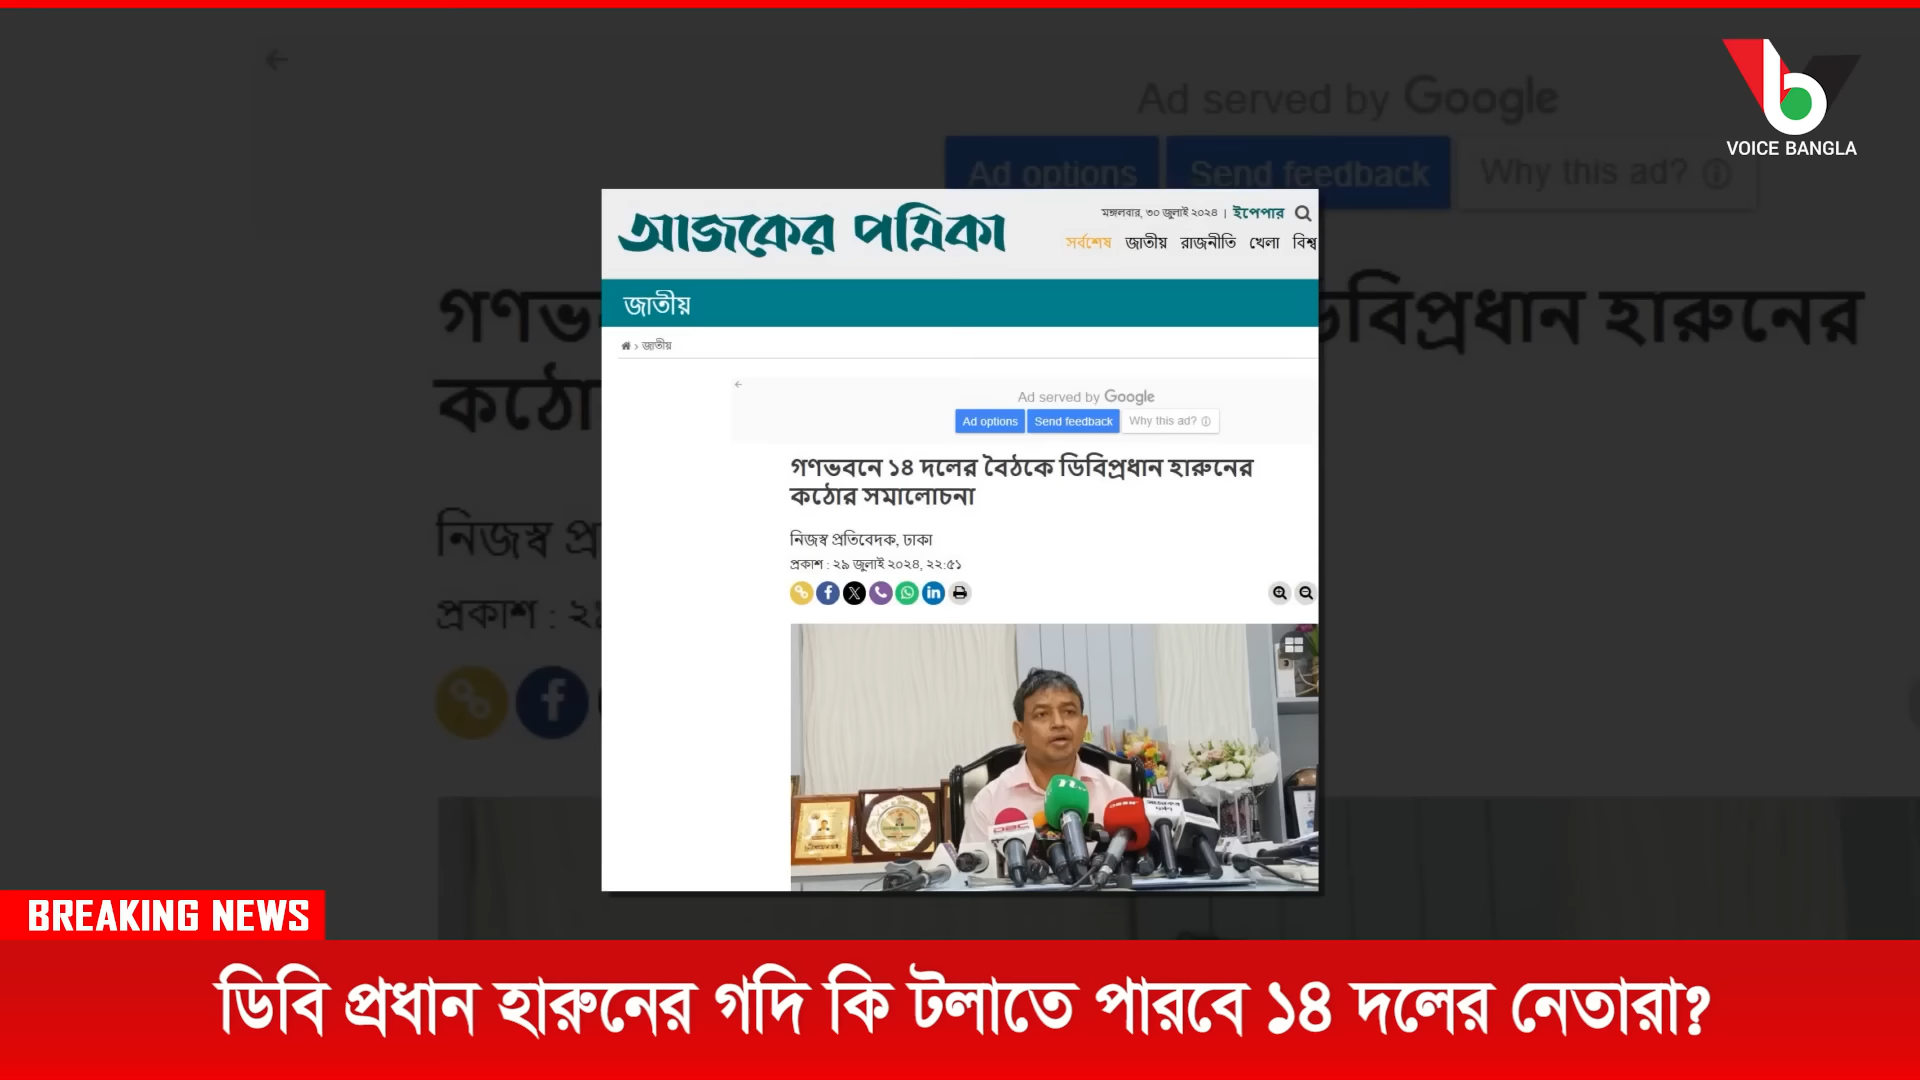 Ad served by Google
Ad options Send feedback Why this ad?
VOICE BANGLA
আজকের পত্রিকা
মঙ্গলবার, ৩০ জুলাই ২০২৪ | ইপেপার
সর্বশেষ জাতীয় রাজনীতি খেলা বিশ্ব
জাতীয়
› জাতীয়
Ad served by Google
Ad options Send feedback Why this ad?
গণভবনে ১৪ দলের বৈঠকে ডিবিপ্রধান হারুনের
কঠোর সমালোচনা
নিজস্ব প্রতিবেদক, ঢাকা
প্রকাশ : ২৯ জুলাই ২০২৪, ২২:৫১
BREAKING NEWS
ডিবি প্রধান হারুনের গদি কি টলাতে পারবে ১৪ দলের নেতারা?